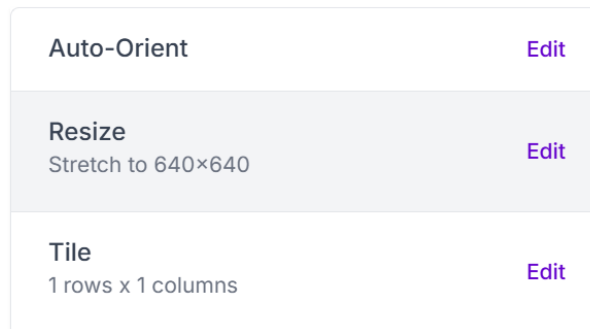 Auto-Orient Edit
Resize
Stretch to 640×640 Edit
Tile
1 rows x 1 columns Edit